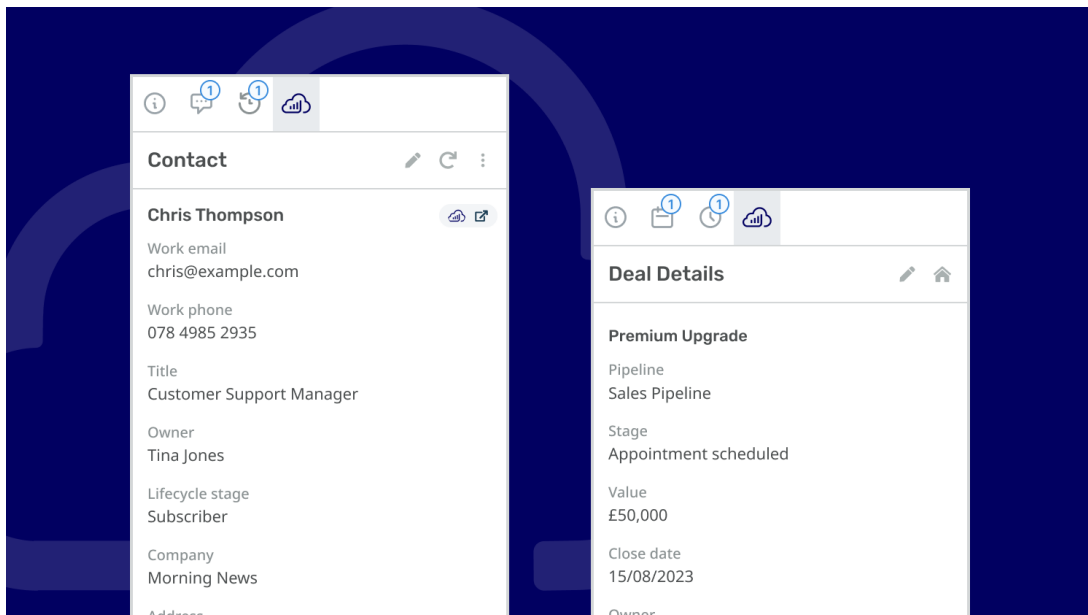 1
1
Contact
Chris Thompson
Work email
chris@example.com
Work phone
078 4985 2935
Title
Customer Support Manager
Owner
Tina Jones
Lifecycle stage
Subscriber
Company
Morning News
Address
1
1
Deal Details
Premium Upgrade
Pipeline
Sales Pipeline
Stage
Appointment scheduled
Value
£50,000
Close date
15/08/2023
Owner